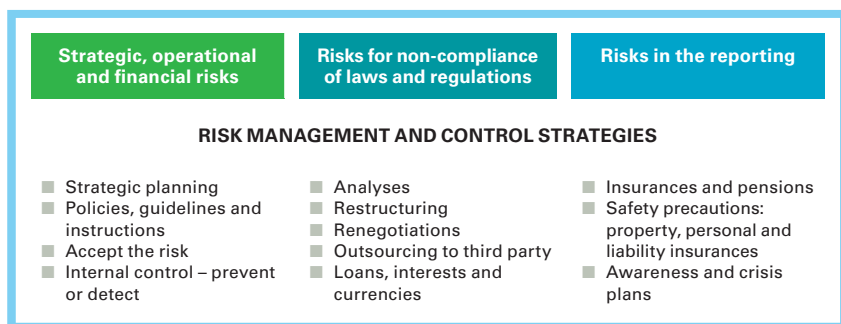 Strategic, operational
and financial risks
Risks for non-compliance
of laws and regulations
Risks in the reporting
RISK MANAGEMENT AND CONTROL STRATEGIES
Strategic planning
Policies, guidelines and
instructions
Accept the risk
Internal control – prevent
or detect
Analyses
Restructuring
Renegotiations
Outsourcing to third party
Loans, interests and
currencies
Insurances and pensions
Safety precautions:
property, personal and
liability insurances
Awareness and crisis
plans